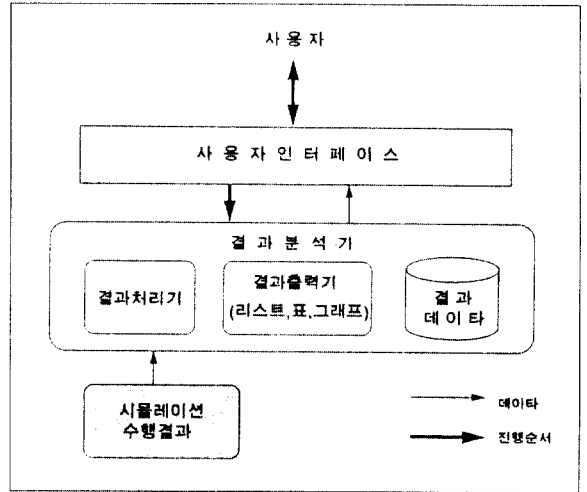 사용자
사용자인터페이스
결과분석기
결과처리기
결과출력기
(리스트,표,그래프)
결과
데이타
시뮬레이션
수행결과
데이타
진행순서